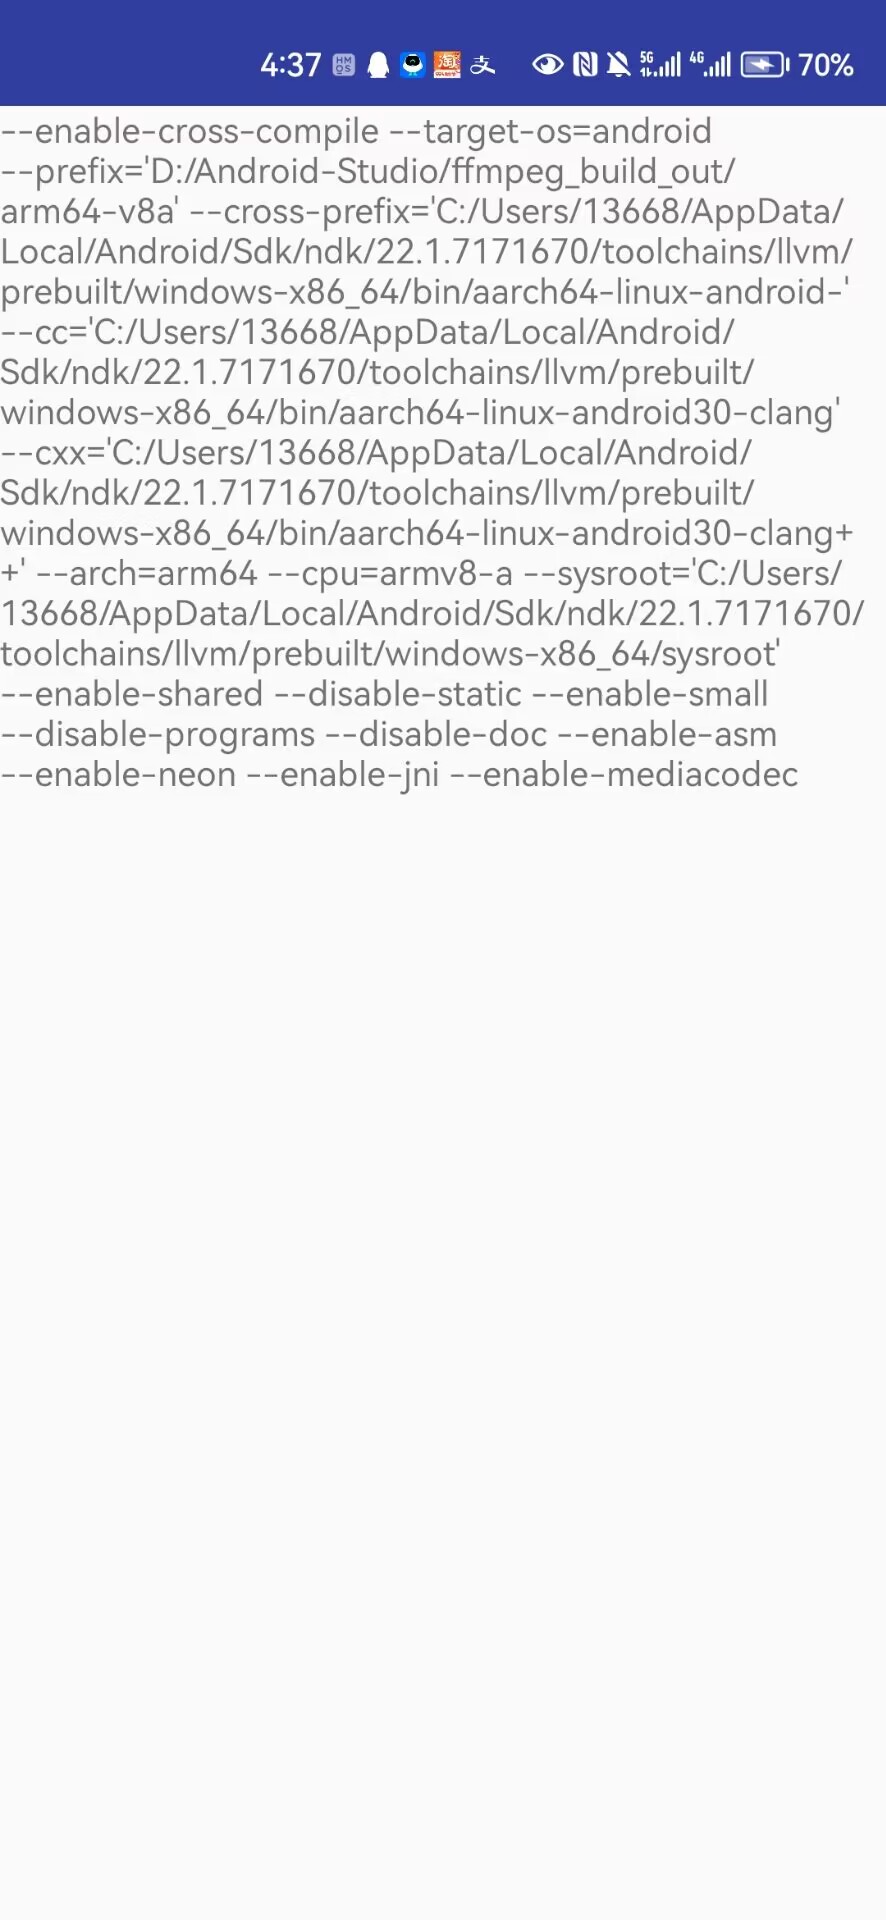 4:37 HM OS 淘 支 5G 4G 70%
--enable-cross-compile --target-os=android
--prefix='D:/Android-Studio/ffmpeg_build_out/
arm64-v8a' --cross-prefix='C:/Users/13668/AppData/
Local/Android/Sdk/ndk/22.1.7171670/toolchains/llvm/
prebuilt/windows-x86_64/bin/aarch64-linux-android-'
--cc='C:/Users/13668/AppData/Local/Android/
Sdk/ndk/22.1.7171670/toolchains/llvm/prebuilt/
windows-x86_64/bin/aarch64-linux-android30-clang'
--cxx='C:/Users/13668/AppData/Local/Android/
Sdk/ndk/22.1.7171670/toolchains/llvm/prebuilt/
windows-x86_64/bin/aarch64-linux-android30-clang+
+' --arch=arm64 --cpu=armv8-a --sysroot='C:/Users/
13668/AppData/Local/Android/Sdk/ndk/22.1.7171670/
toolchains/llvm/prebuilt/windows-x86_64/sysroot'
--enable-shared --disable-static --enable-small
--disable-programs --disable-doc --enable-asm
--enable-neon --enable-jni --enable-mediacodec